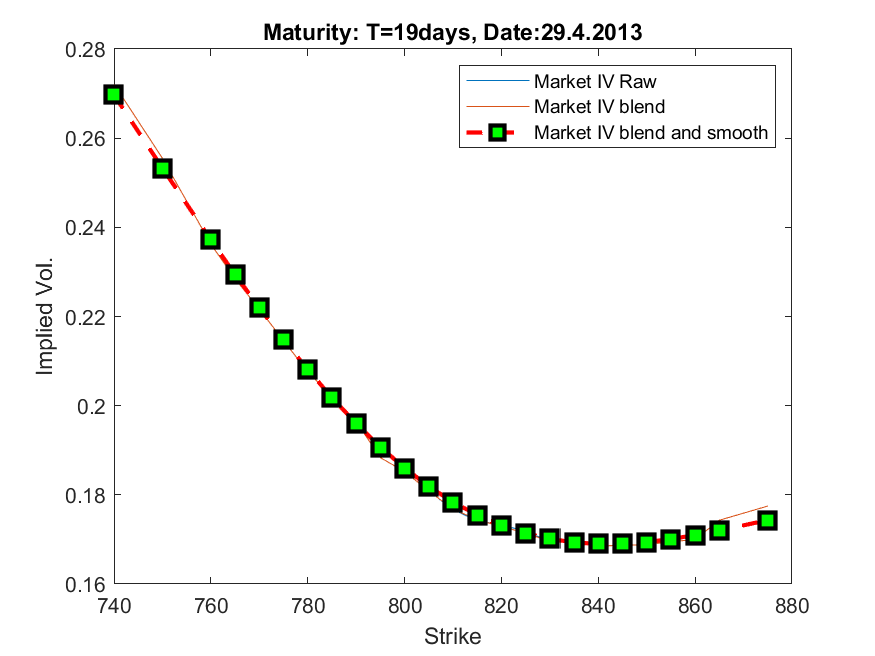 Maturity: T=19days, Date:29.4.2013
0.28
Market IV Raw
Market IV blend
Market IV blend and smooth
0.26
0.24
0.22
0.2
0.18
0.16
Implied Vol.
740 760 780 800 820 840 860 880
Strike